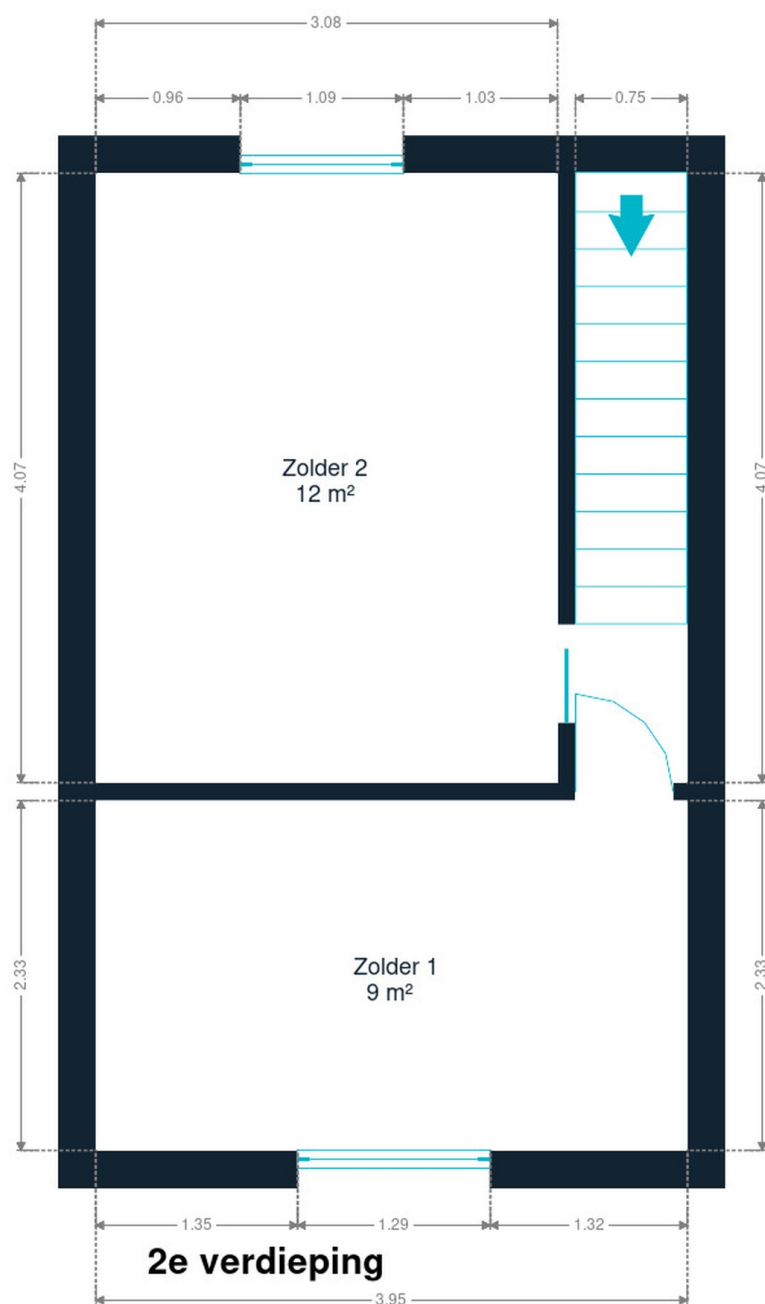 3.08
0.96
1.09
1.03
0.75
4.07
4.07
Zolder 2
12 m²
2.33
2.33
Zolder 1
9 m²
1.35
1.29
1.32
2e verdieping
3.95